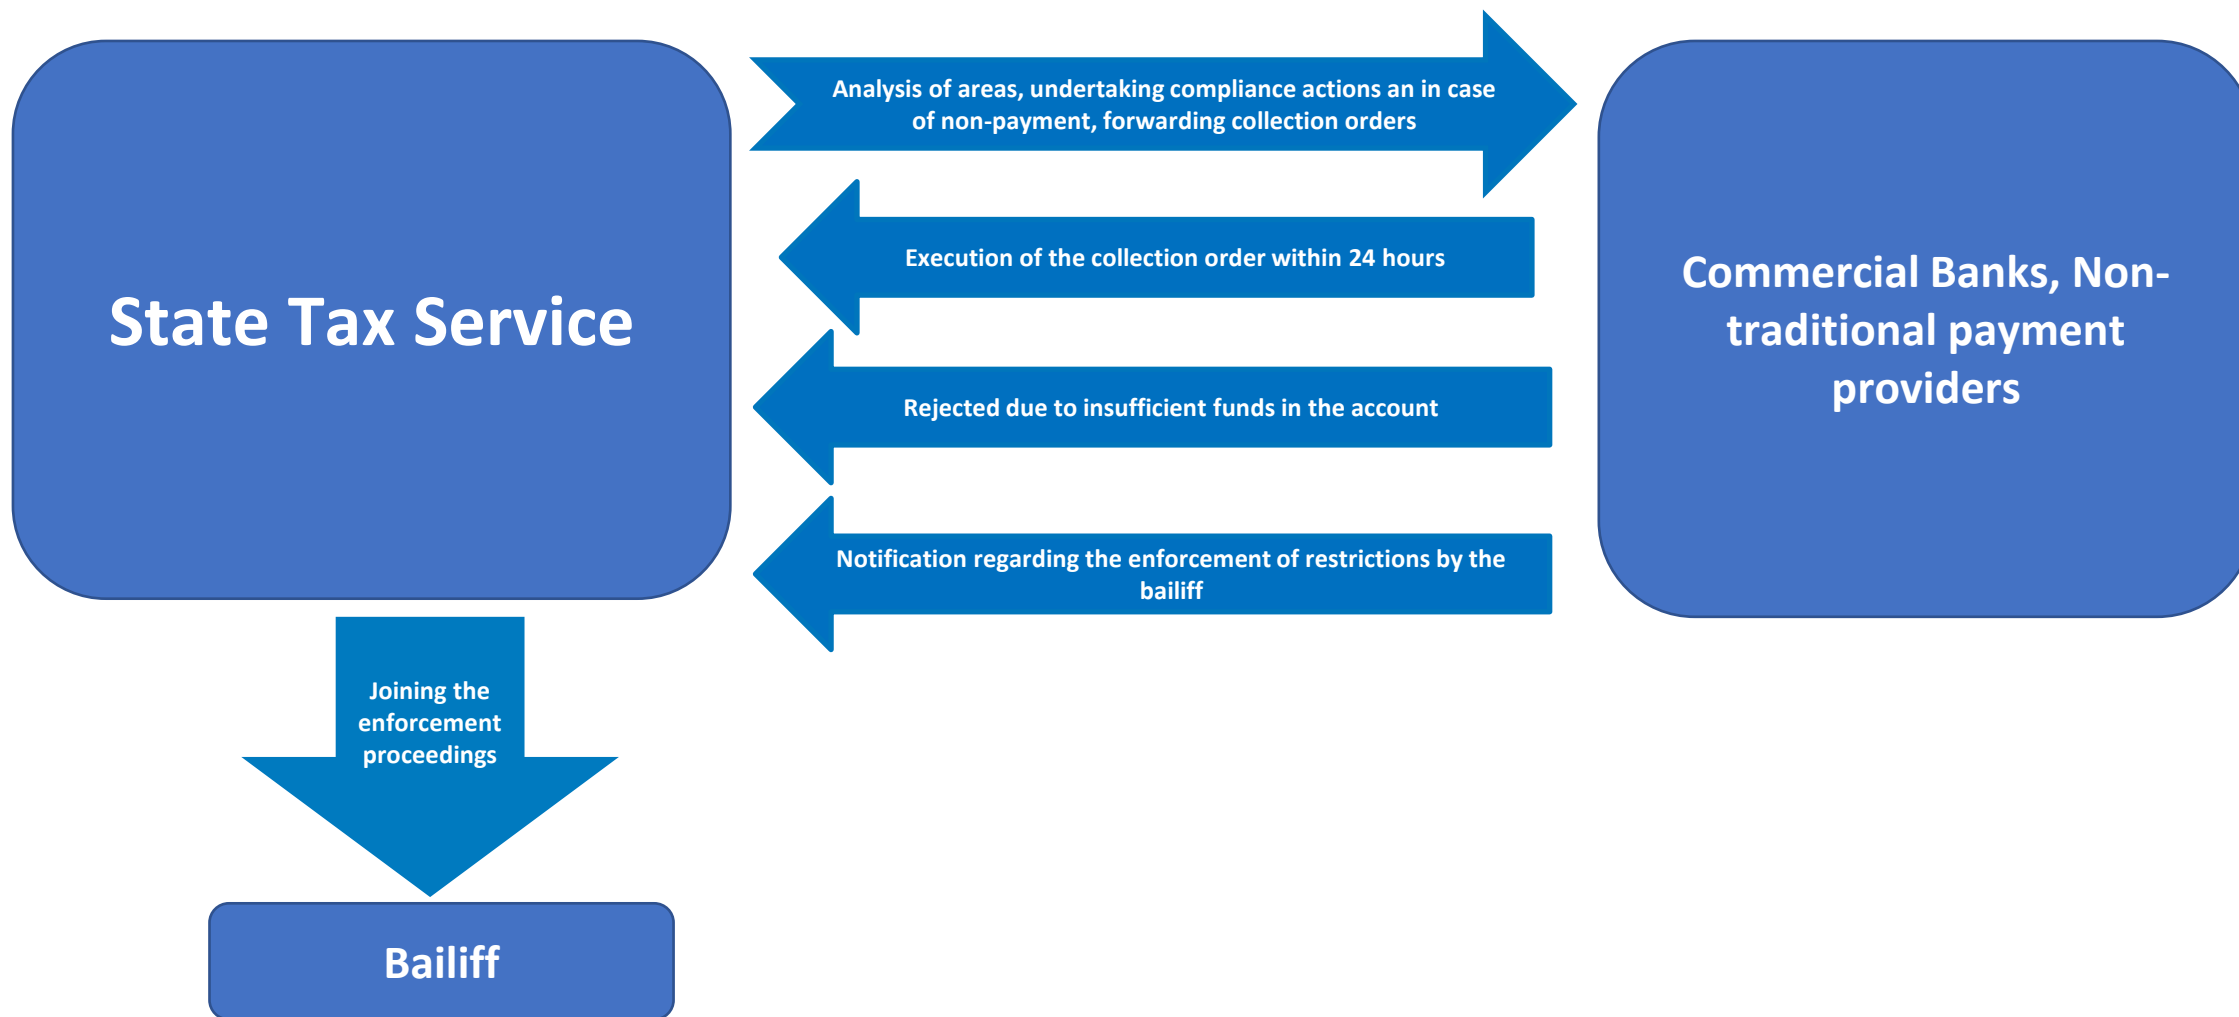 State Tax Service
Analysis of areas, undertaking compliance actions an in case
of non-payment, forwarding collection orders
Execution of the collection order within 24 hours
Rejected due to insufficient funds in the account
Notification regarding the enforcement of restrictions by the
bailiff
Commercial Banks, Non-
traditional payment
providers
Joining the
enforcement
proceedings
Bailiff